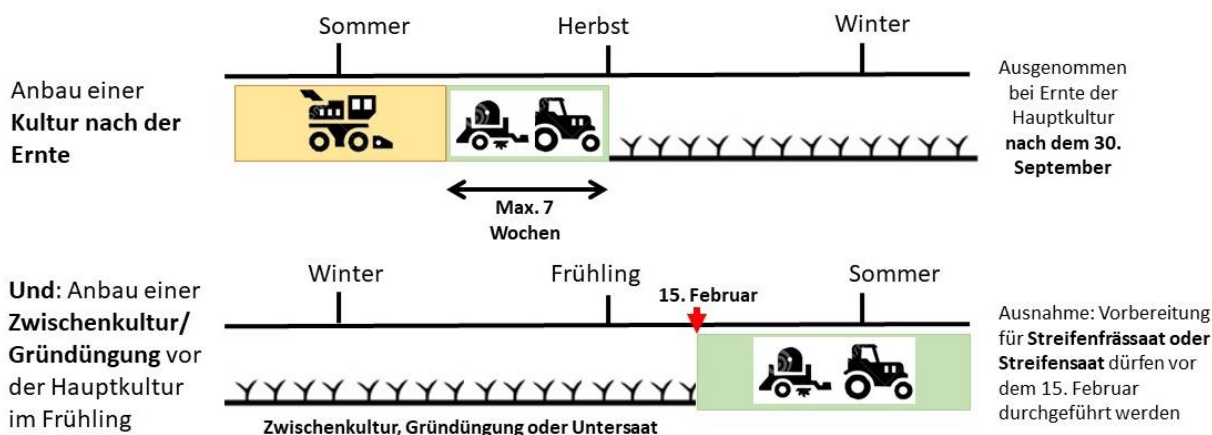 Sommer Herbst Winter
Anbau einer
Kultur nach der
Ernte
Ausgenommen
bei Ernte der
Hauptkultur
nach dem 30.
September
Max. 7
Wochen
Winter Frühling Sommer
15. Februar
Und: Anbau einer
Zwischenkultur/
Gründüngung vor
der Hauptkultur
im Frühling
Ausnahme: Vorbereitung
für Streifenfrässaat oder
Streifensaat dürfen vor
dem 15. Februar
durchgeführt werden
Zwischenkultur, Gründüngung oder Untersaat